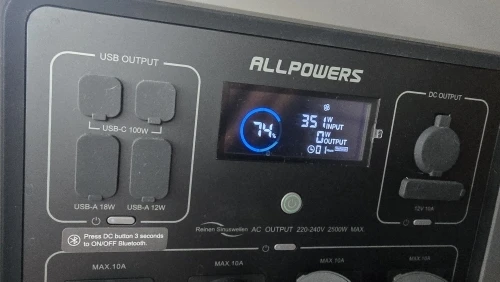 USB OUTPUT
ALLPOWERS
DC OUTPUT
USB-C 100W
74%
35 W
INPUT
0 W
OUTPUT
USB-A 18W
USB-A 12W
12V 10A
Press DC button 3 seconds
to ON/OFF Bluetooth.
Reinen Sinuswellen AC OUTPUT 220-240V 2500W MAX.
MAX.10A
MAX.10A
MAX.10A
MAX.10A